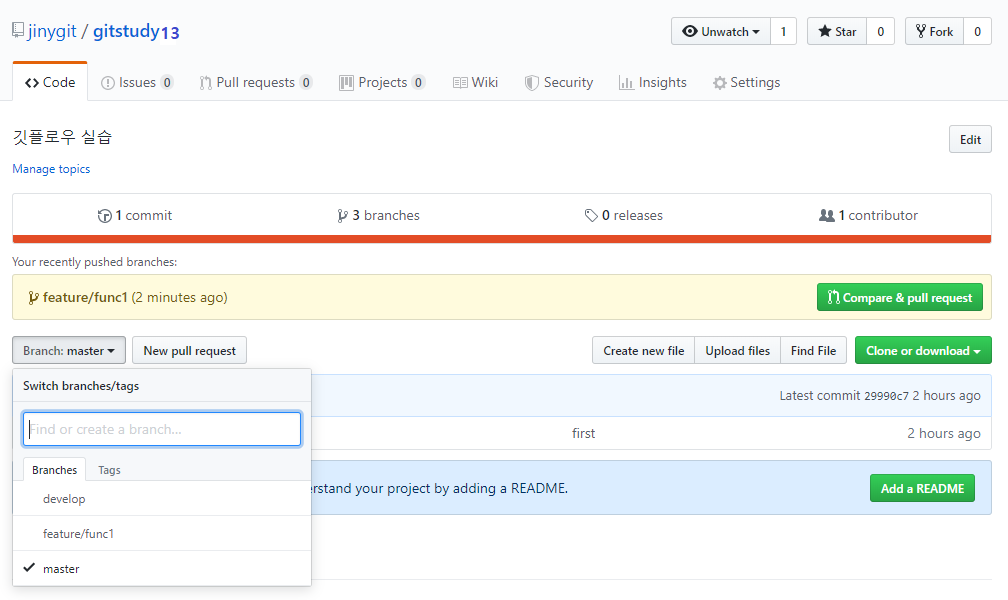 jinygit / gitstudy13
Unwatch 1 Star 0 Fork 0
Code Issues 0 Pull requests 0 Projects 0 Wiki Security Insights Settings
깃플로우 실습
Edit
Manage topics
1 commit 3 branches 0 releases 1 contributor
Your recently pushed branches:
feature/func1 (2 minutes ago) Compare & pull request
Branch: master New pull request Create new file Upload files Find File Clone or download
Switch branches/tags
Latest commit 29990c7 2 hours ago
Find or create a branch...
first 2 hours ago
Branches Tags
erstand your project by adding a README. Add a README
develop
feature/func1
master